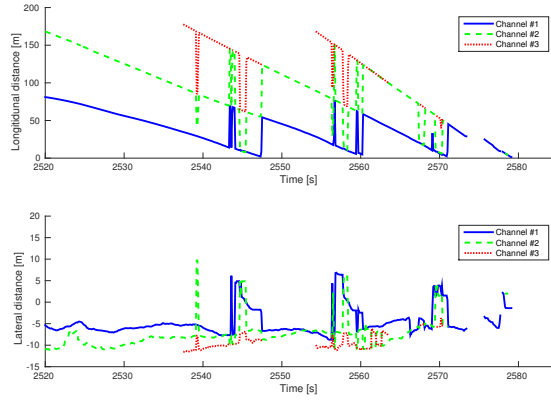 200
150
100
50
0
Longitidunal distance [m]
2520
2530
2540
2550
2560
2570
2580
Time [s]
Channel #1
Channel #2
Channel #3
20
15
10
5
0
-5
-10
-15
Lateral distance [m]
2520
2530
2540
2550
2560
2570
2580
Time [s]
Channel #1
Channel #2
Channel #3